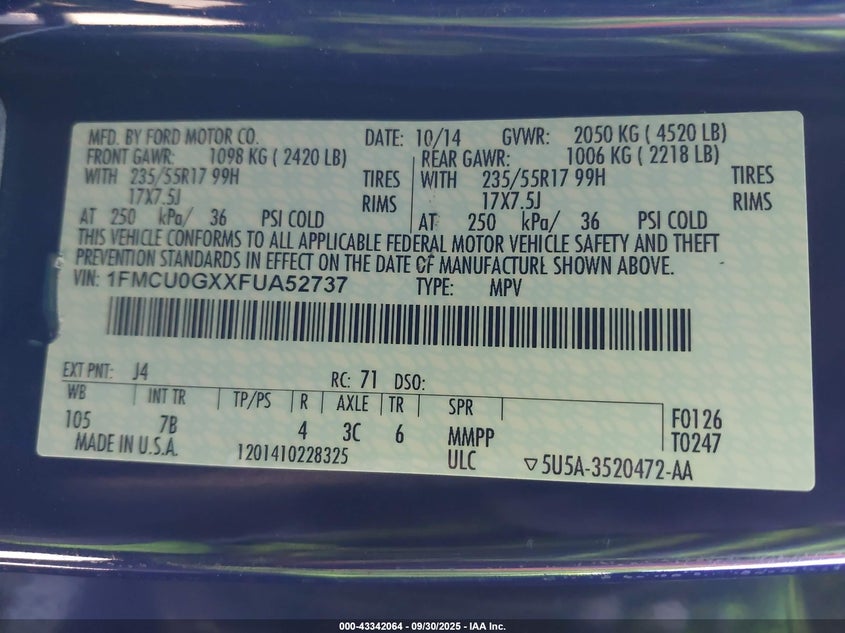 MFD. BY FORD MOTOR CO. DATE: 10/14 GVWR: 2050 KG ( 4520 LB)
FRONT GAWR: 1098 KG ( 2420 LB) REAR GAWR: 1006 KG ( 2218 LB)
WITH 235/55R17 99H TIRES WITH 235/55R17 99H TIRES
17X7.5J RIMS 17X7.5J RIMS
AT 250 kPa/ 36 PSI COLD AT 250 kPa/ 36 PSI COLD
THIS VEHICLE CONFORMS TO ALL APPLICABLE FEDERAL MOTOR VEHICLE SAFETY AND THEFT
PREVENTION STANDARDS IN EFFECT ON THE DATE OF MANUFACTURE SHOWN ABOVE.
VIN: 1FMCU0GXXFUA52737 TYPE: MPV
EXT PNT: J4 RC: 71 DSO:
WB INT TR TP/PS R AXLE TR SPR
105 7B 4 3C 6 MMPP F0126
MADE IN U.S.A. 1201410228325 ULC T0247
▽5U5A-3520472-AA
000-43342064 - 09/30/2025 - IAA Inc.